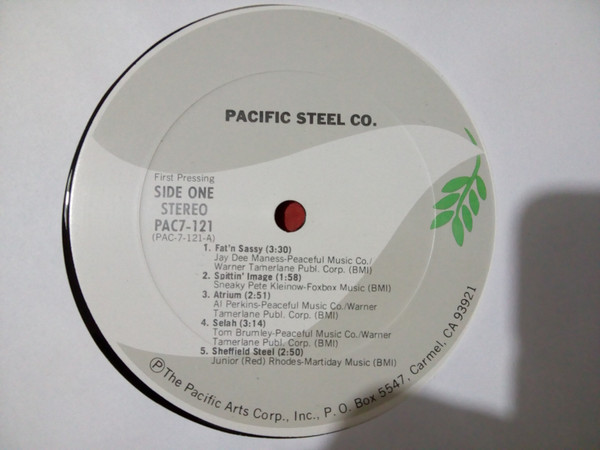 PACIFIC STEEL CO.
First Pressing
SIDE ONE
STEREO
PAC7-121
(PAC-7-121-A)
1. Fat'n Sassy (3:30)
Jay Dee Maness-Peaceful Music Co./
Warner Tamerlane Publ. Corp. (BMI)
2. Spittin' Image (1:58)
Sneaky Pete Kleinow-Foxbox Music (BMI)
3. Atrium (2:51)
Al Perkins-Peaceful Music Co./Warner
Tamerlane Publ. Corp. (BMI)
4. Selah (3:14)
Tom Brumley-Peaceful Music Co./Warner
Tamerlane Publ. Corp. (BMI)
5. Sheffield Steel (2:50)
Junior (Red) Rhodes-Martiday Music (BMI)
Ⓟ The Pacific Arts Corp., Inc., P. O. Box 5547, Carmel, CA 93921